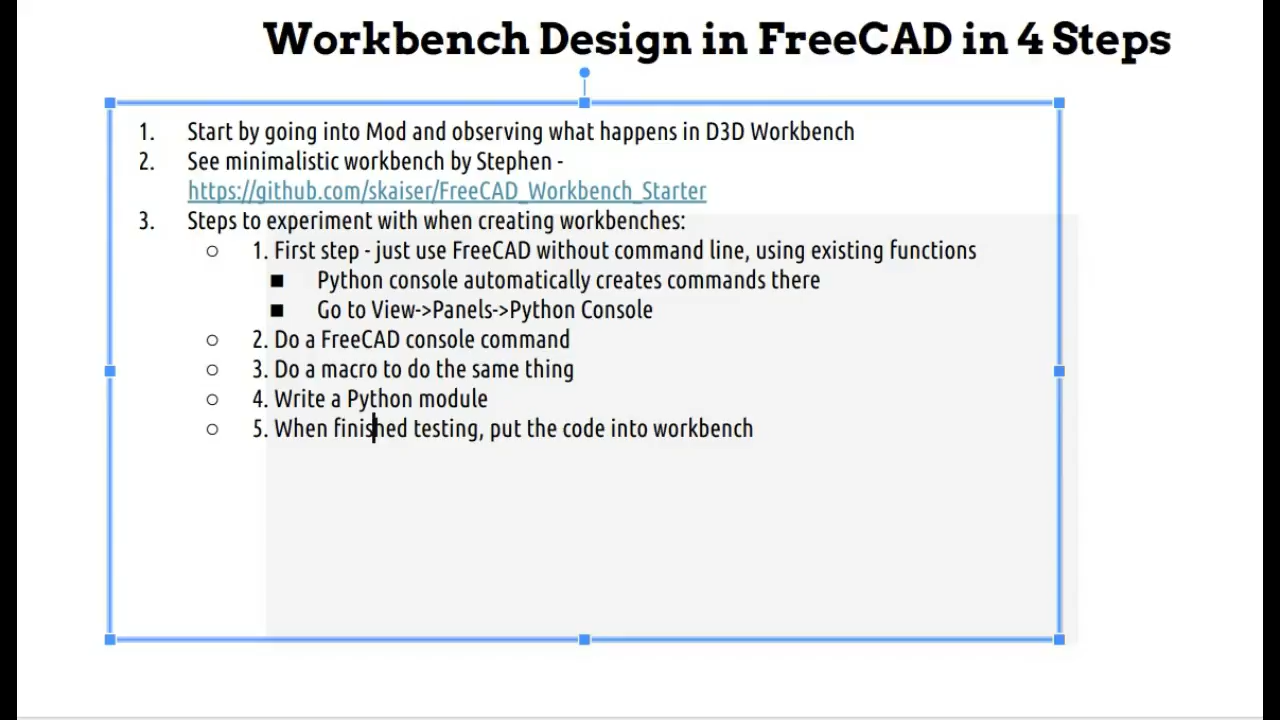 Workbench Design in FreeCAD in 4 Steps
1. Start by going into Mod and observing what happens in D3D Workbench
2. See minimalistic workbench by Stephen -
https://github.com/skaiser/FreeCAD_Workbench_Starter
3. Steps to experiment with when creating workbenches:
○ 1. First step - just use FreeCAD without command line, using existing functions
■ Python console automatically creates commands there
■ Go to View->Panels->Python Console
○ 2. Do a FreeCAD console command
○ 3. Do a macro to do the same thing
○ 4. Write a Python module
○ 5. When finished testing, put the code into workbench